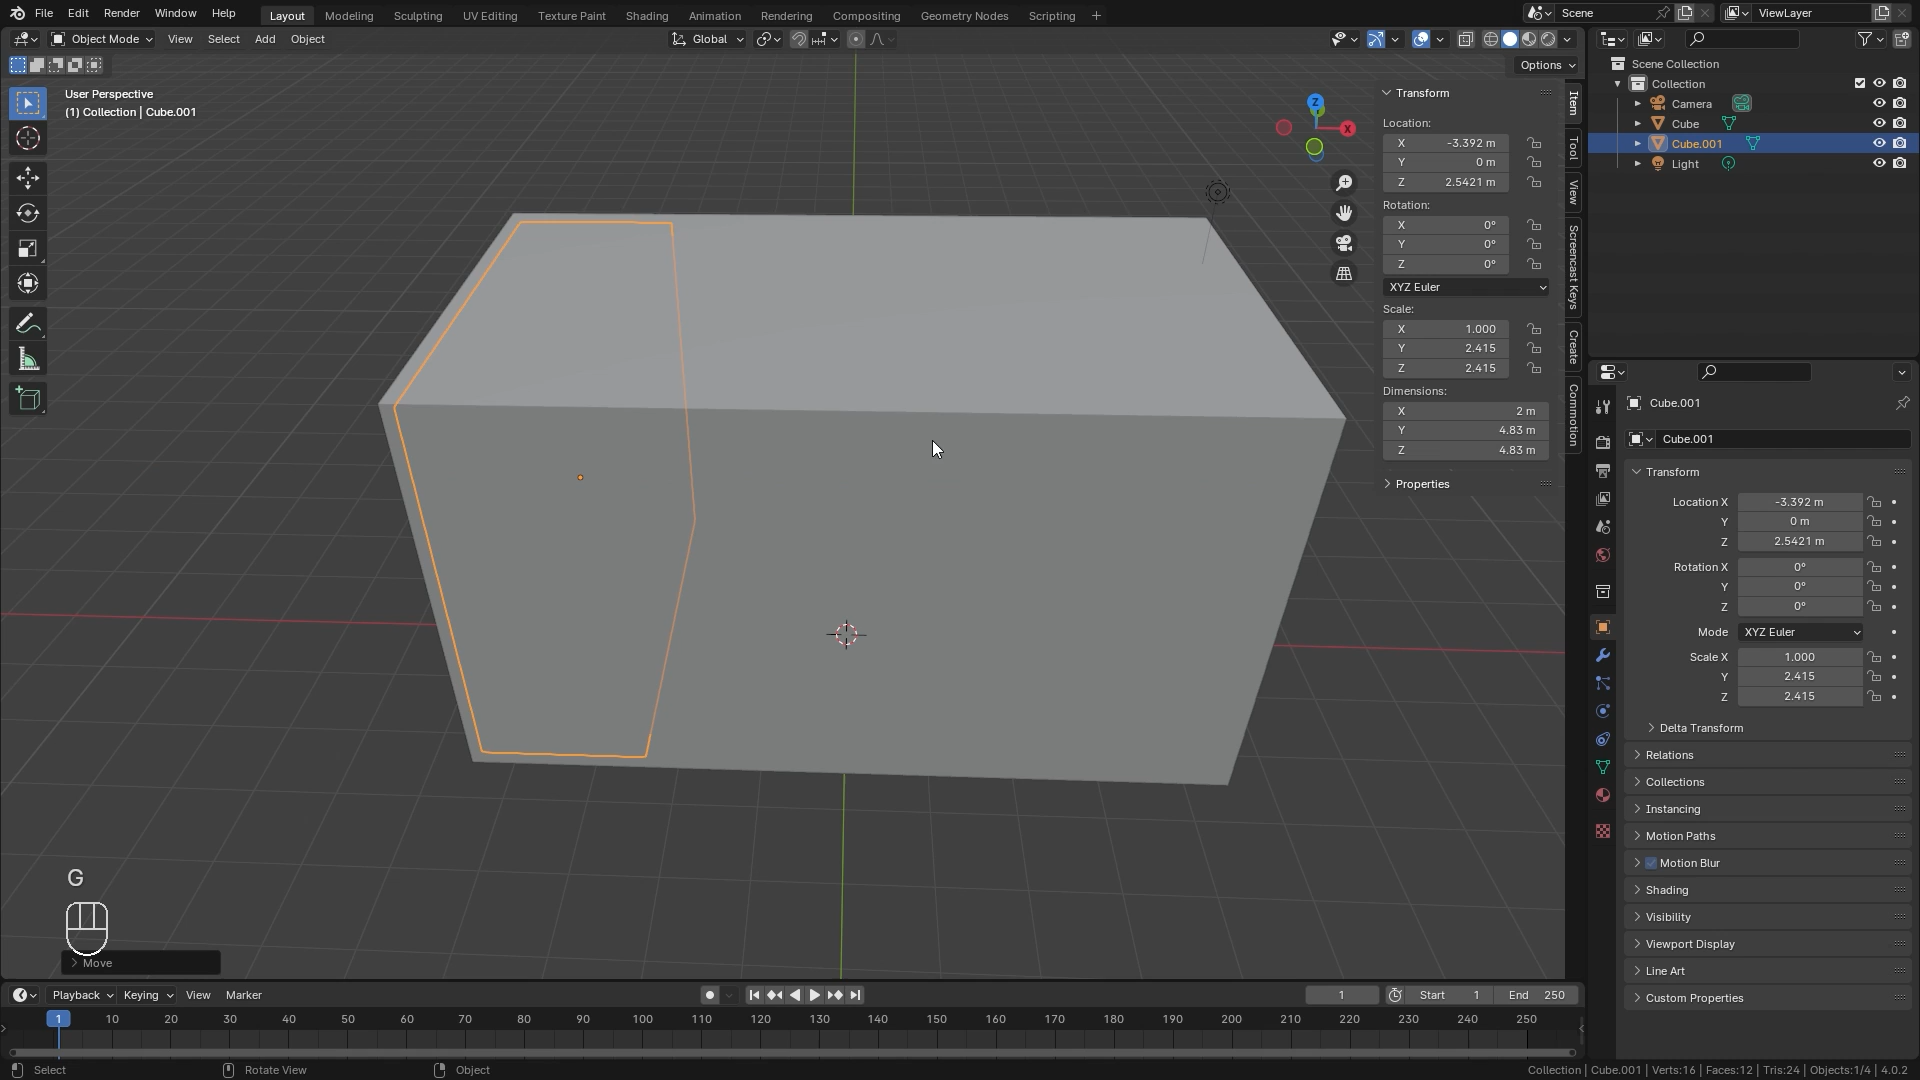 File Edit Render Window Help Layout Modeling Sculpting UV Editing Texture Paint Shading Animation Rendering Compositing Geometry Nodes Scripting + Scene ViewLayer
Object Mode View Select Add Object Global
Options
User Perspective
(1) Collection | Cube.001
Z
X
Transform
Location:
X -3.392 m
Y 0 m
Z 2.5421 m
Rotation:
X 0°
Y 0°
Z 0°
XYZ Euler
Scale:
X 1.000
Y 2.415
Z 2.415
Dimensions:
X 2 m
Y 4.83 m
Z 4.83 m
Properties
Item
Tool
View
Screencast Keys
Create
Commotion
Scene Collection
Collection
Camera
Cube
Cube.001
Light
Cube.001
Cube.001
Transform
Location X -3.392 m
Y 0 m
Z 2.5421 m
Rotation X 0°
Y 0°
Z 0°
Mode XYZ Euler
Scale X 1.000
Y 2.415
Z 2.415
Delta Transform
Relations
Collections
Instancing
Motion Paths
Motion Blur
Shading
Visibility
Viewport Display
Line Art
Custom Properties
G
Move
Playback Keying View Marker 1 Start 1 End 250
1 10 20 30 40 50 60 70 80 90 100 110 120 130 140 150 160 170 180 190 200 210 220 230 240 250
Select Rotate View Object Collection | Cube.001 | Verts:16 | Faces:12 | Tris:24 | Objects:1/4 | 4.0.2